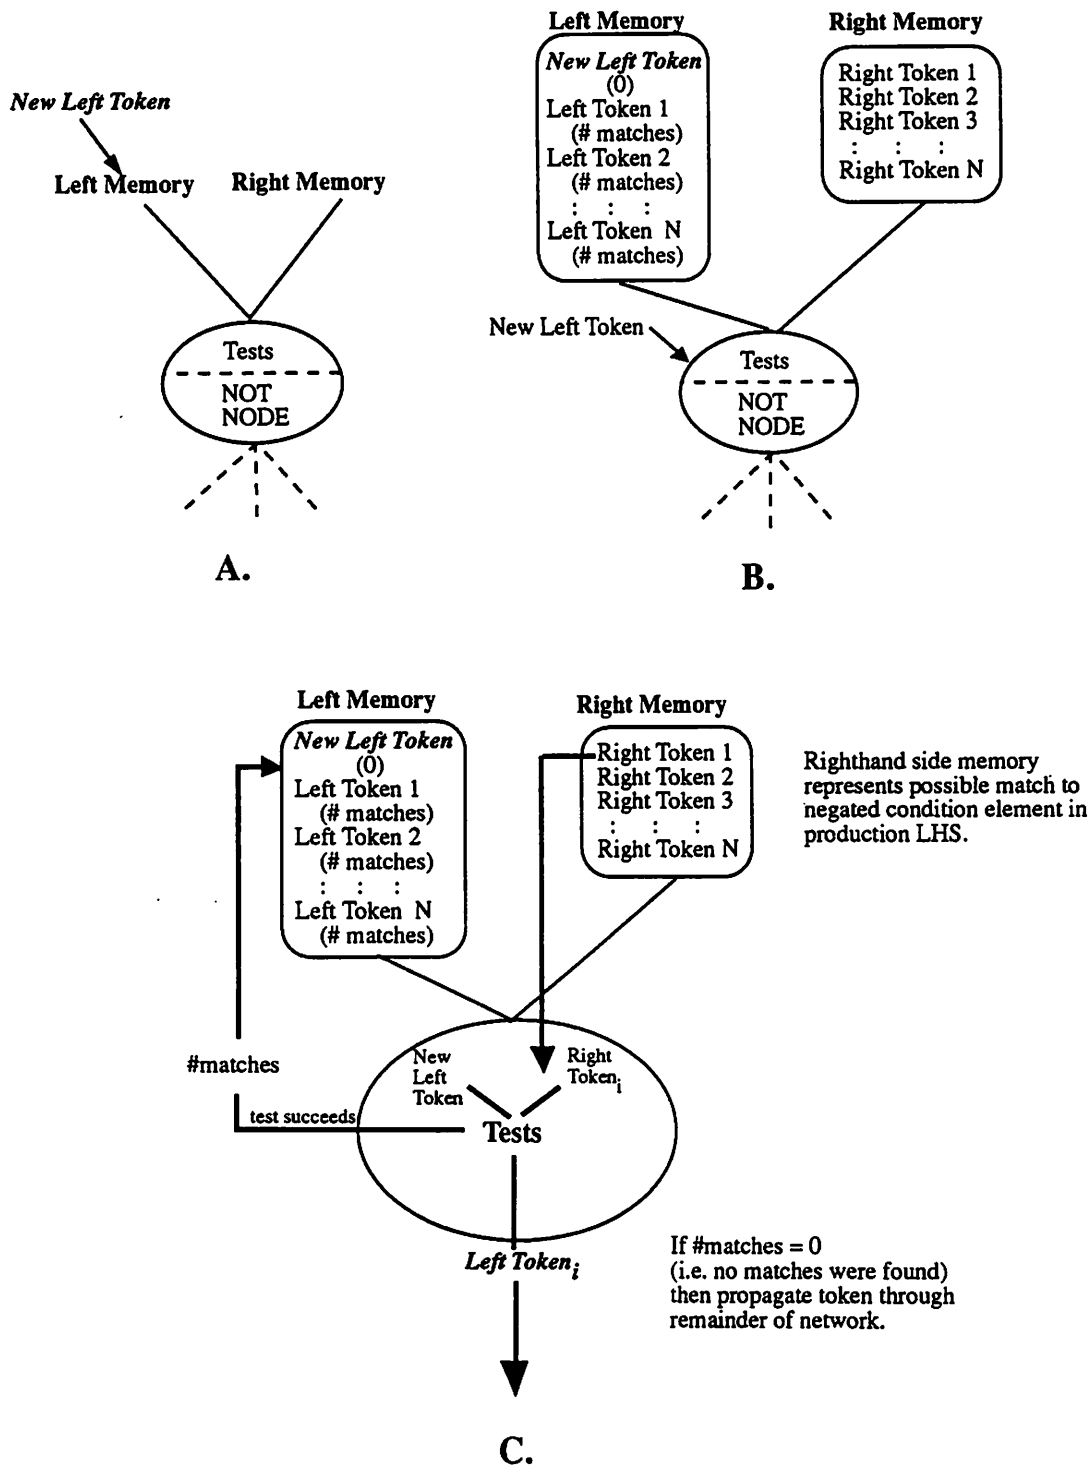 New Left Token
Left Memory
Right Memory
Tests
NOT
NODE
A.
Left Memory
New Left Token
(0)
Left Token 1
(# matches)
Left Token 2
(# matches)
: : :
Left Token N
(# matches)
Right Memory
Right Token 1
Right Token 2
Right Token 3
: : :
Right Token N
New Left Token
Tests
NOT
NODE
B.
Left Memory
New Left Token
(0)
Left Token 1
(# matches)
Left Token 2
(# matches)
: : :
Left Token N
(# matches)
Right Memory
Right Token 1
Right Token 2
Right Token 3
: : :
Right Token N
Righthand side memory
represents possible match to
negated condition element in
production LHS.
#matches
test succeeds
New
Left
Token
Right
Token i
Tests
Left Token i
If #matches = 0
(i.e. no matches were found)
then propagate token through
remainder of network.
C.